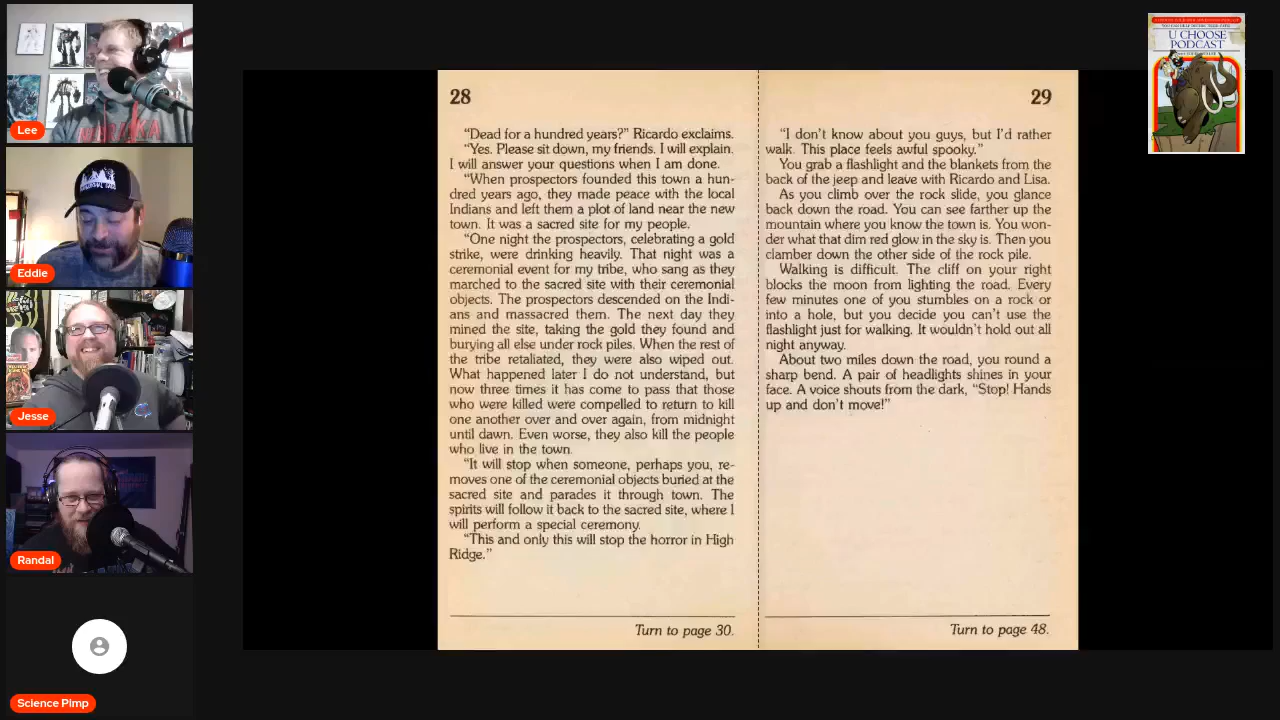 Lee
Eddie
Jesse
Randal
Science Pimp
28
“Dead for a hundred years?” Ricardo exclaims.
“Yes. Please sit down, my friends. I will explain.
I will answer your questions when I am done.
“When prospectors founded this town a hun-
dred years ago, they made peace with the local
Indians and left them a plot of land near the new
town. It was a sacred site for my people.
“One night the prospectors, celebrating a gold
strike, were drinking heavily. That night was a
ceremonial event for my tribe, who sang as they
marched to the sacred site with their ceremonial
objects. The prospectors descended on the Indi-
ans and massacred them. The next day they
mined the site, taking the gold they found and
burying all else under rock piles. When the rest of
the tribe retaliated, they were also wiped out.
What happened later I do not understand, but
now three times it has come to pass that those
who were killed were compelled to return to kill
one another over and over again, from midnight
until dawn. Even worse, they also kill the people
who live in the town.
“It will stop when someone, perhaps you, re-
moves one of the ceremonial objects buried at the
sacred site and parades it through town. The
spirits will follow it back to the sacred site, where I
will perform a special ceremony.
“This and only this will stop the horror in High
Ridge.”
Turn to page 30.
29
“I don’t know about you guys, but I’d rather
walk. This place feels awful spooky.”
You grab a flashlight and the blankets from the
back of the jeep and leave with Ricardo and Lisa.
As you climb over the rock slide, you glance
back down the road. You can see farther up the
mountain where you know the town is. You won-
der what that dim red glow in the sky is. Then you
clamber down the other side of the rock pile.
Walking is difficult. The cliff on your right
blocks the moon from lighting the road. Every
few minutes one of you stumbles on a rock or
into a hole, but you decide you can’t use the
flashlight just for walking. It wouldn’t hold out all
night anyway.
About two miles down the road, you round a
sharp bend. A pair of headlights shines in your
face. A voice shouts from the dark, “Stop! Hands
up and don’t move!”
Turn to page 48.
U CHOOSE
PODCAST